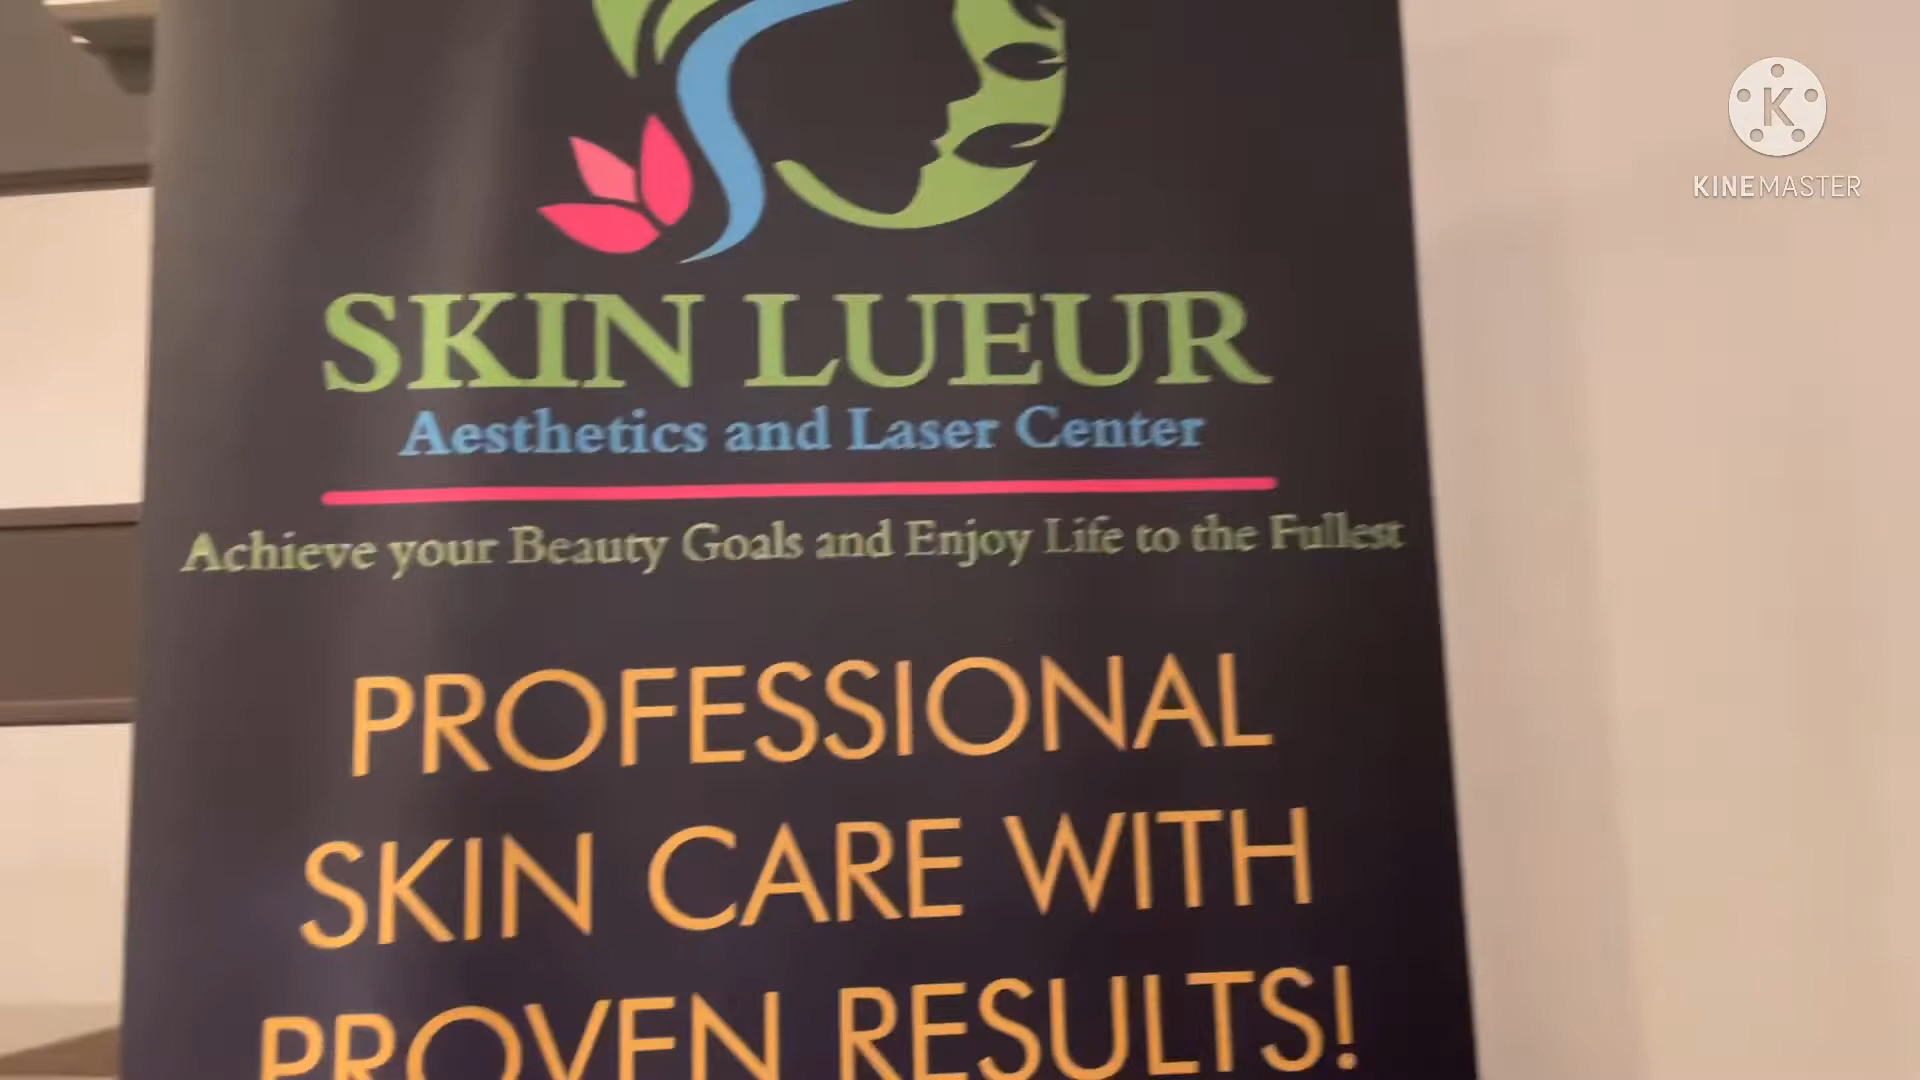 K
KINEMASTER
SKIN LUEUR
Aesthetics and Laser Center
Achieve your Beauty Goals and Enjoy Life to the Fullest
PROFESSIONAL
SKIN CARE WITH
PROVEN RESULTS!